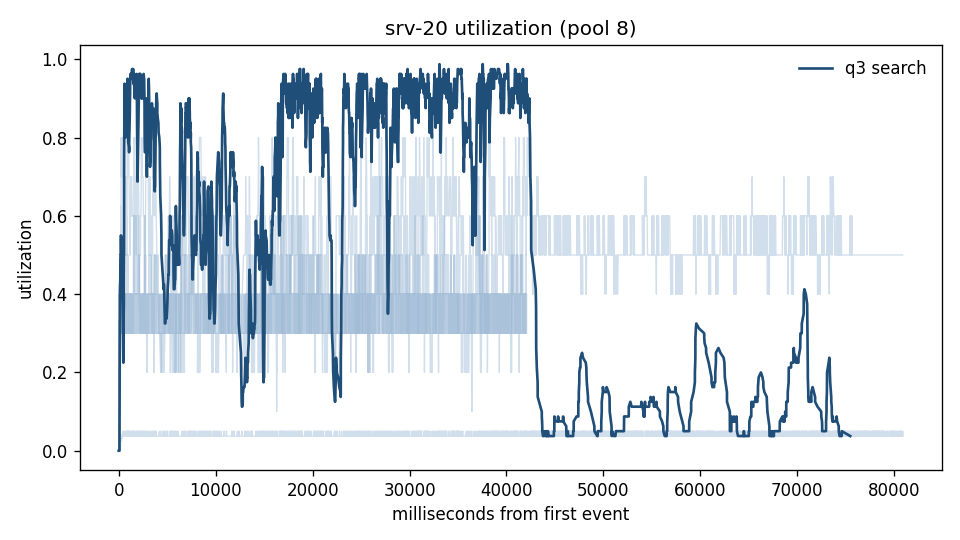 srv-20 utilization (pool 8)
q3 search
utilization
1.0
0.8
0.6
0.4
0.2
0.0
0 10000 20000 30000 40000 50000 60000 70000 80000
milliseconds from first event